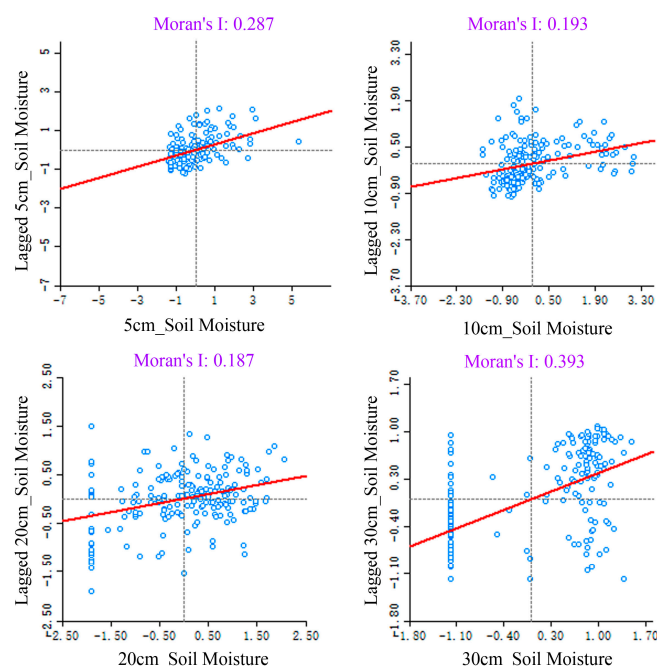 Moran's I: 0.287
Lagged 5cm_Soil Moisture
5
3
1
-1
-3
-5
-7
-7 -5 -3 -1 1 3 5
5cm_Soil Moisture
Moran's I: 0.193
Lagged 10cm_Soil Moisture
3.30
1.90
0.50
-0.90
-2.30
-3.70
-3.70 -2.30 -0.90 0.50 1.90 3.30
10cm_Soil Moisture
Moran's I: 0.187
Lagged 20cm_Soil Moisture
2.50
1.50
0.50
-0.50
-1.50
-2.50
-2.50 -1.50 -0.50 0.50 1.50 2.50
20cm_Soil Moisture
Moran's I: 0.393
Lagged 30cm_Soil Moisture
1.70
1.00
0.30
-0.40
-1.10
-1.80
-1.80 -1.10 -0.40 0.30 1.00 1.70
30cm_Soil Moisture